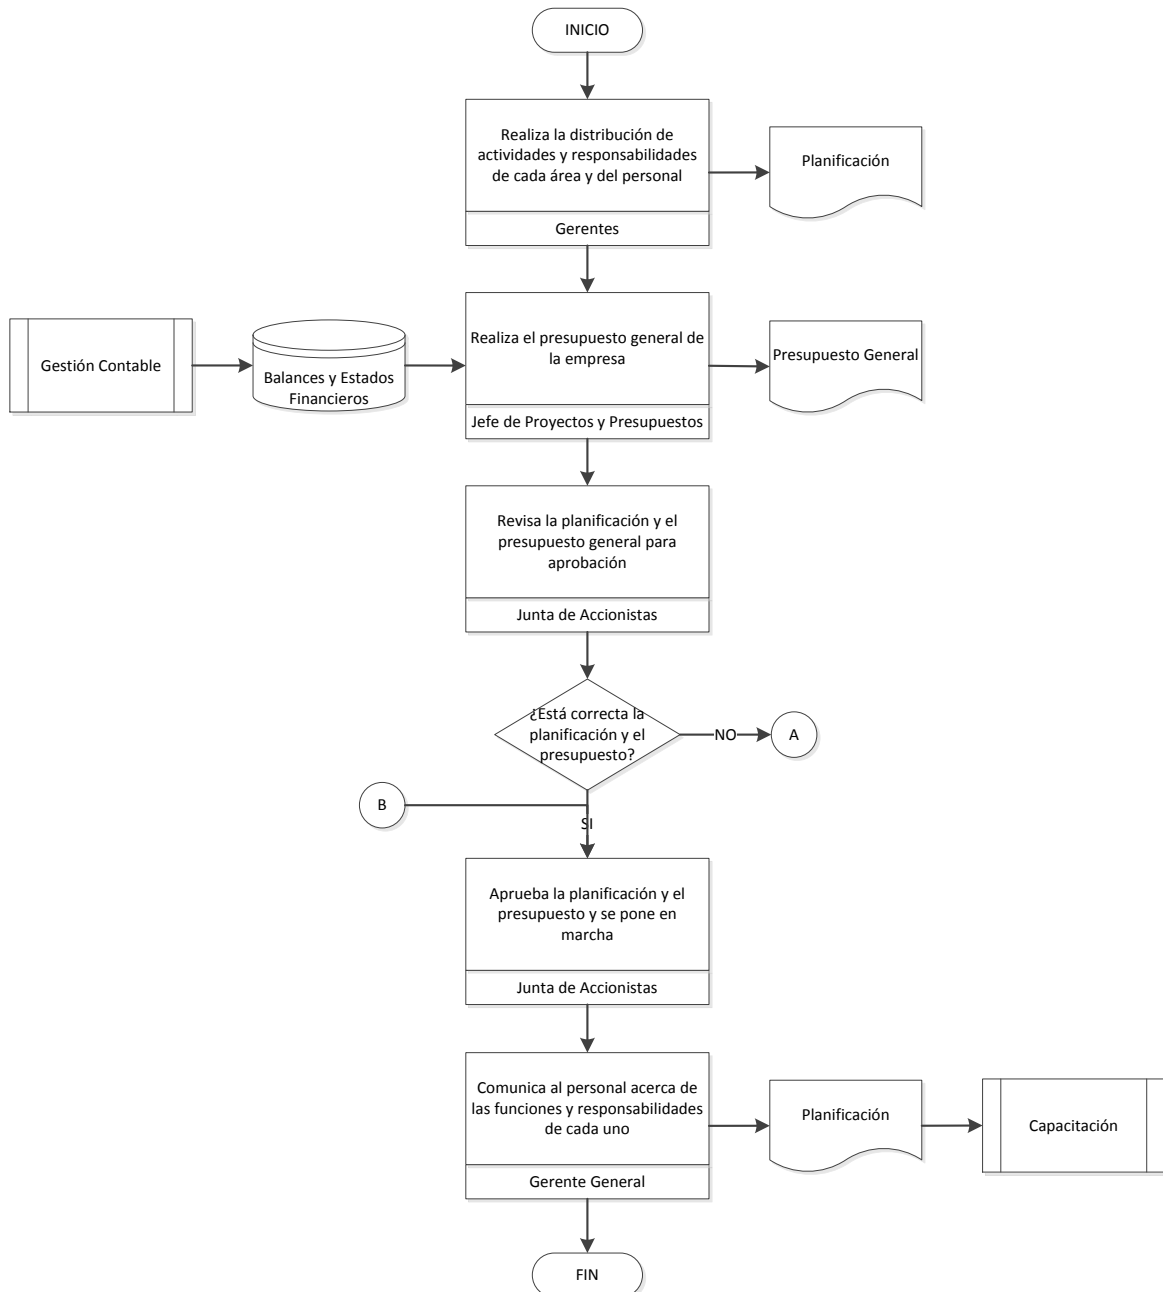 INICIO
Realiza la distribución de
actividades y responsabilidades
de cada área y del personal
Gerentes
Planificación
Gestión Contable
Balances y Estados
Financieros
Realiza el presupuesto general de
la empresa
Jefe de Proyectos y Presupuestos
Presupuesto General
Revisa la planificación y el
presupuesto general para
aprobación
Junta de Accionistas
¿Está correcta la
planificación y el
presupuesto?
NO
A
B
SI
Aprueba la planificación y el
presupuesto y se pone en
marcha
Junta de Accionistas
Comunica al personal acerca de
las funciones y responsabilidades
de cada uno
Gerente General
Planificación
Capacitación
FIN